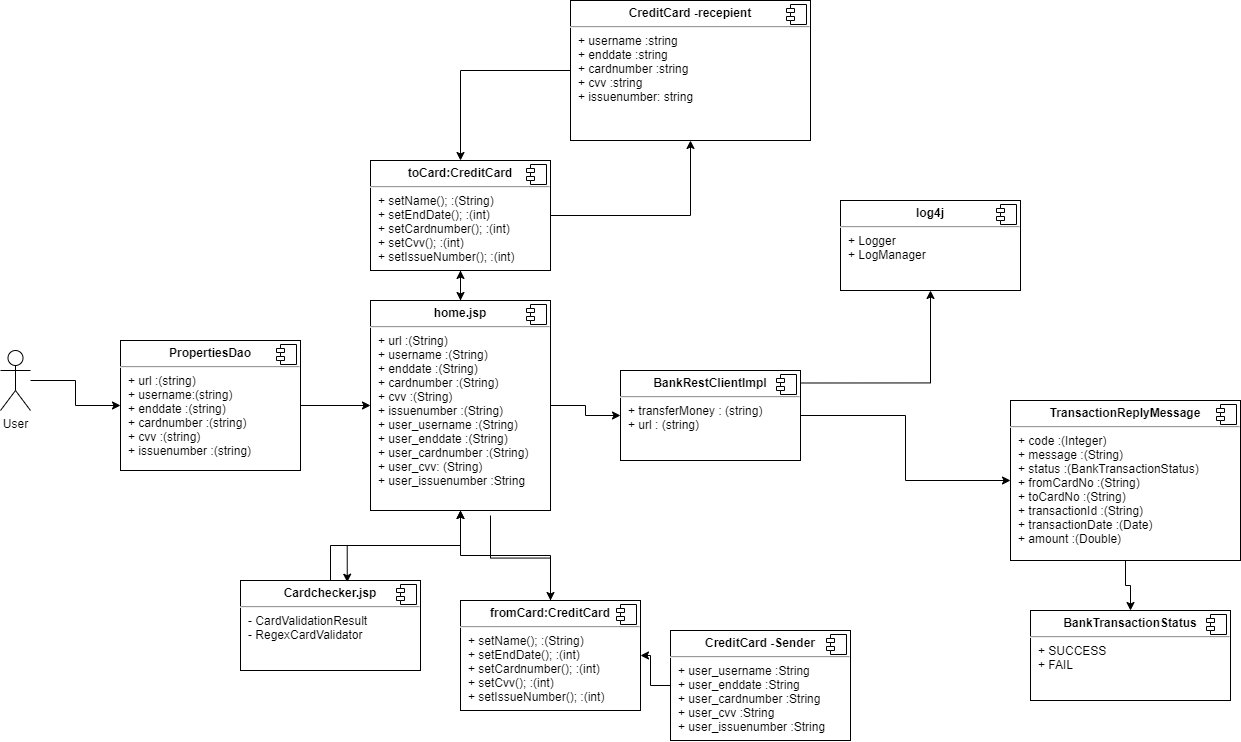 CreditCard -recepient
+ username :string
+ enddate :string
+ cardnumber :string
+ cvv :string
+ issuenumber: string
toCard:CreditCard
+ setName(); :(String)
+ setEndDate(); :(int)
+ setCardnumber(); :(int)
+ setCvv(); :(int)
+ setIssueNumber(); :(int)
log4j
+ Logger
+ LogManager
User
PropertiesDao
+ url :(string)
+ username:(string)
+ enddate :(string)
+ cardnumber :(string)
+ cvv :(string)
+ issuenumber :(string)
home.jsp
+ url :(String)
+ username :(String)
+ enddate :(String)
+ cardnumber :(String)
+ cvv :(String)
+ issuenumber :(String)
+ user_username :(String)
+ user_enddate :(String)
+ user_cardnumber :(String)
+ user_cvv: (String)
+ user_issuenumber :String
BankRestClientImpl
+ transferMoney : (string)
+ url : (string)
TransactionReplyMessage
+ code :(Integer)
+ message :(String)
+ status :(BankTransactionStatus)
+ fromCardNo :(String)
+ toCardNo :(String)
+ transactionId :(String)
+ transactionDate :(Date)
+ amount :(Double)
Cardchecker.jsp
- CardValidationResult
- RegexCardValidator
fromCard:CreditCard
+ setName(); :(String)
+ setEndDate(); :(int)
+ setCardnumber(); :(int)
+ setCvv(); :(int)
+ setIssueNumber(); :(int)
CreditCard -Sender
+ user_username :String
+ user_enddate :String
+ user_cardnumber :String
+ user_cvv :String
+ user_issuenumber :String
BankTransactionStatus
+ SUCCESS
+ FAIL